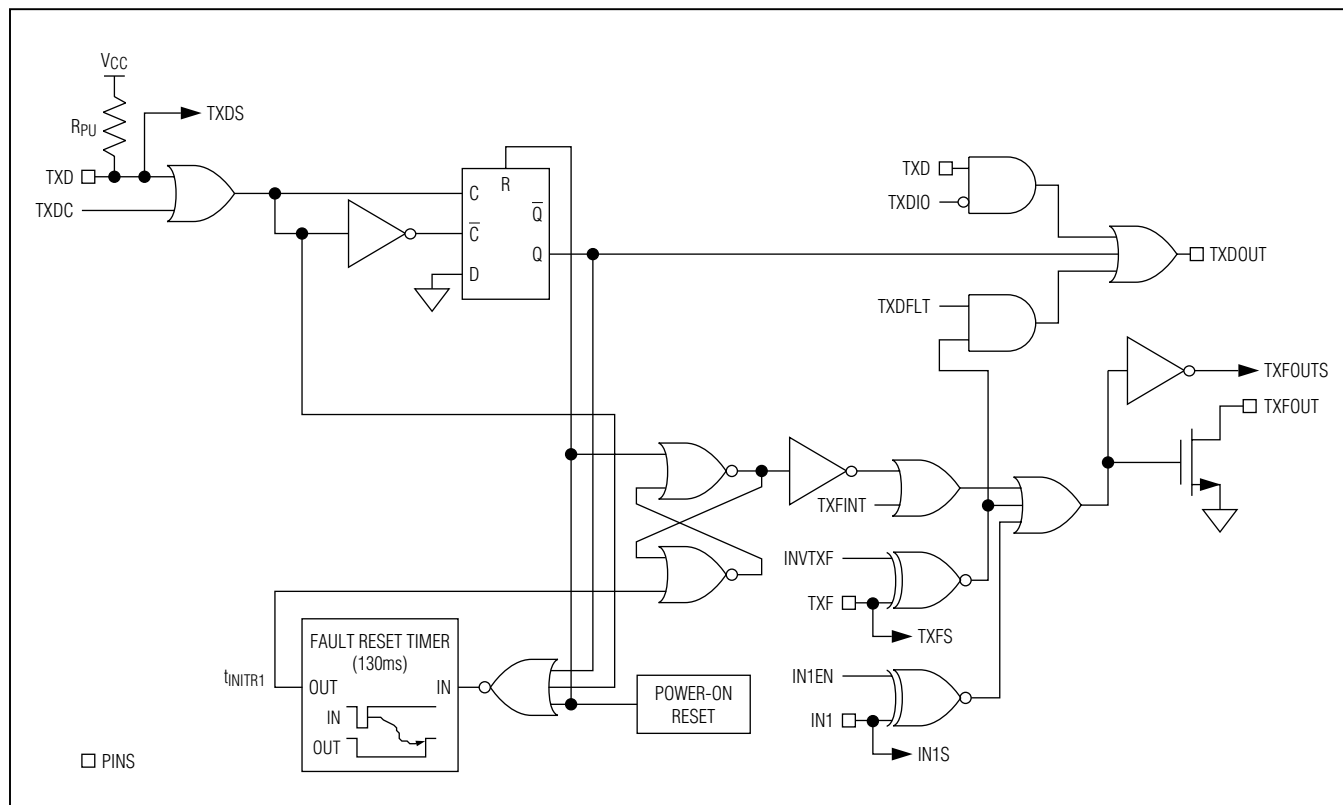 VCC
RPU
TXDS
TXD
TXDC
C
R
C̅
Q̅
Q
D
TXD
TXDIO
TXDOUT
TXDFLT
TXFOUTS
TXFOUT
TXFINT
INVTXF
TXF
TXFS
IN1EN
IN1
IN1S
FAULT RESET TIMER
(130ms)
tINITR1
OUT
IN
IN
OUT
POWER-ON
RESET
PINS